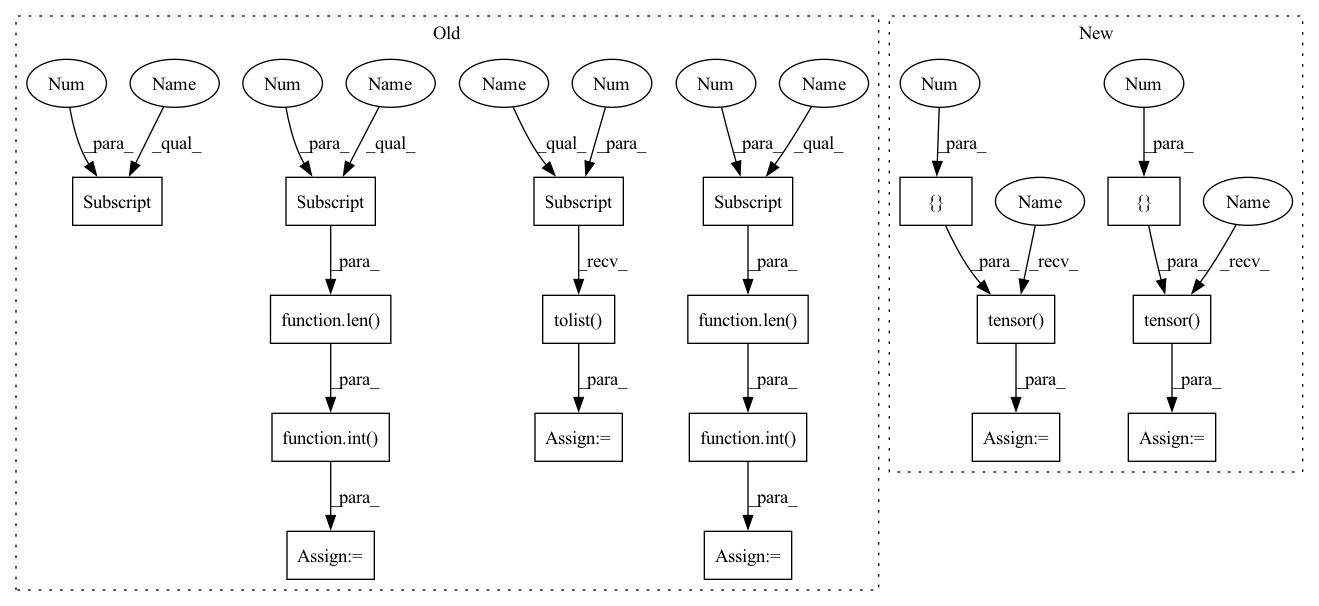 Old
New
Num Name Num Name Name Num Num Name Num Num
_para_ _qual_ _para_ _qual_ _qual_ _para_ _para_ _qual_ _para_ _para_
Subscript Subscript Subscript Subscript {} Name {} Name
_para_ _recv_ _para_ _para_ _recv_ _para_ _recv_
function.len() tolist() function.len() tensor() tensor()
_para_ _para_ _para_ _para_ _para_
function.int() Assign:= function.int() Assign:= Assign:=
_para_ _para_
Assign:= Assign:=